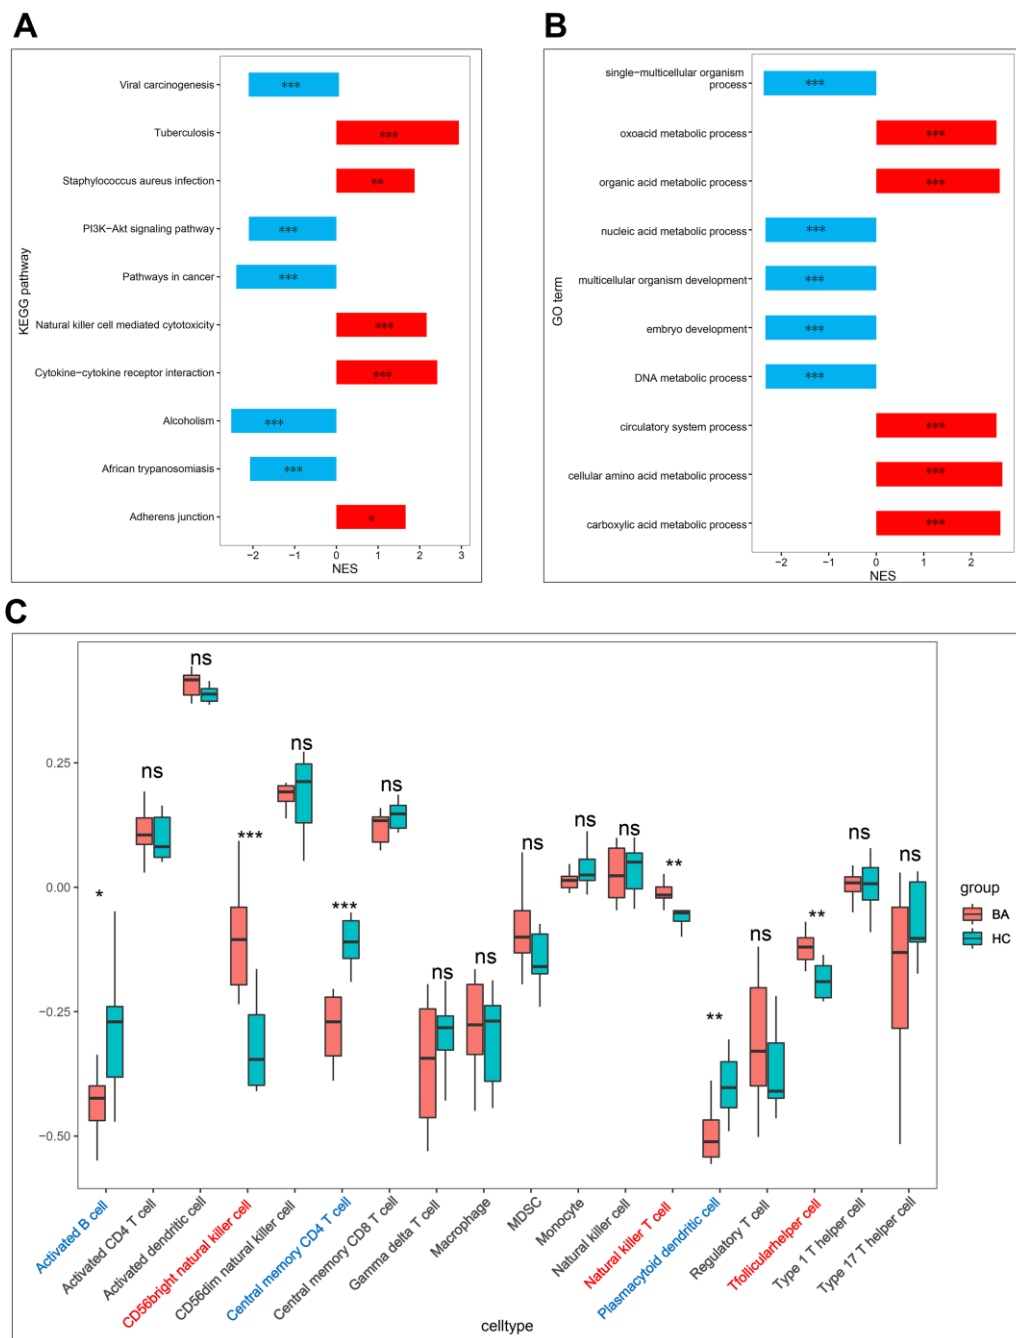 A
KEGG pathway
Viral carcinogenesis
***
Tuberculosis
***
Staphylococcus aureus infection
**
PI3K−Akt signaling pathway
***
Pathways in cancer
***
Natural killer cell mediated cytotoxicity
***
Cytokine−cytokine receptor interaction
***
Alcoholism
***
African trypanosomiasis
***
Adherens junction
*
−2 −1 0 1 2 3
NES
B
GO term
single−multicellular organism
process
***
oxoacid metabolic process
***
organic acid metabolic process
***
nucleic acid metabolic process
***
multicellular organism development
***
embryo development
***
DNA metabolic process
***
circulatory system process
***
cellular amino acid metabolic process
***
carboxylic acid metabolic process
***
−2 −1 0 1 2
NES
C
0.25
0.00
−0.25
−0.50
*
ns
ns
***
ns
***
ns
ns
ns
ns
ns
ns
**
**
ns
**
ns
ns
group
BA
HC
Activated B cell
Activated CD4 T cell
Activated dendritic cell
CD56bright natural killer cell
CD56dim natural killer cell
Central memory CD4 T cell
Central memory CD8 T cell
Gamma delta T cell
Macrophage
MDSC
Monocyte
Natural killer cell
Natural killer T cell
Plasmacytoid dendritic cell
Regulatory T cell
Tfollicularhelper cell
Type 1 T helper cell
Type 17 T helper cell
celltype